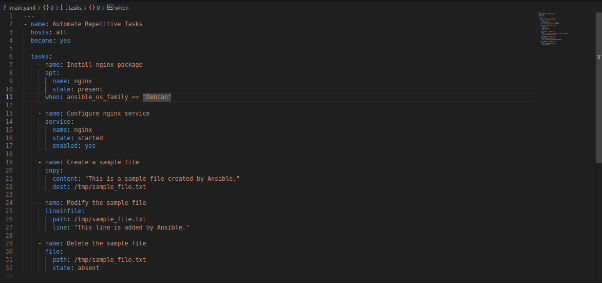 main.yaml > {} 0 > [ ] tasks > {} 0 > when
1 ---
2 - name: Automate Repetitive Tasks
3 hosts: all
4 become: yes
5
6 tasks:
7 - name: Install nginx package
8 apt:
9 name: nginx
10 state: present
11 when: ansible_os_family == "Debian"
12
13 - name: Configure nginx service
14 service:
15 name: nginx
16 state: started
17 enabled: yes
18
19 - name: Create a sample file
20 copy:
21 content: "This is a sample file created by Ansible."
22 dest: /tmp/sample_file.txt
23
24 - name: Modify the sample file
25 lineinfile:
26 path: /tmp/sample_file.txt
27 line: "This line is added by Ansible."
28
29 - name: Delete the sample file
30 file:
31 path: /tmp/sample_file.txt
32 state: absent
33